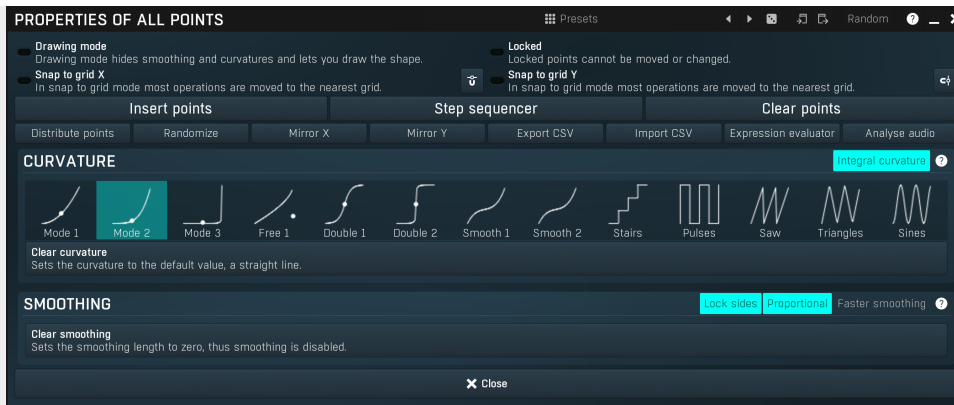 PROPERTIES OF ALL POINTS Presets Random ?
Drawing mode
Drawing mode hides smoothing and curvatures and lets you draw the shape.
Locked
Locked points cannot be moved or changed.
Snap to grid X
In snap to grid mode most operations are moved to the nearest grid.
Snap to grid Y
In snap to grid mode most operations are moved to the nearest grid.
Insert points Step sequencer Clear points
Distribute points Randomize Mirror X Mirror Y Export CSV Import CSV Expression evaluator Analyse audio
CURVATURE Integral curvature ?
Mode 1 Mode 2 Mode 3 Free 1 Double 1 Double 2 Smooth 1 Smooth 2 Stairs Pulses Saw Triangles Sines
Clear curvature
Sets the curvature to the default value, a straight line.
SMOOTHING Lock sides Proportional Faster smoothing ?
Clear smoothing
Sets the smoothing length to zero, thus smoothing is disabled.
Close